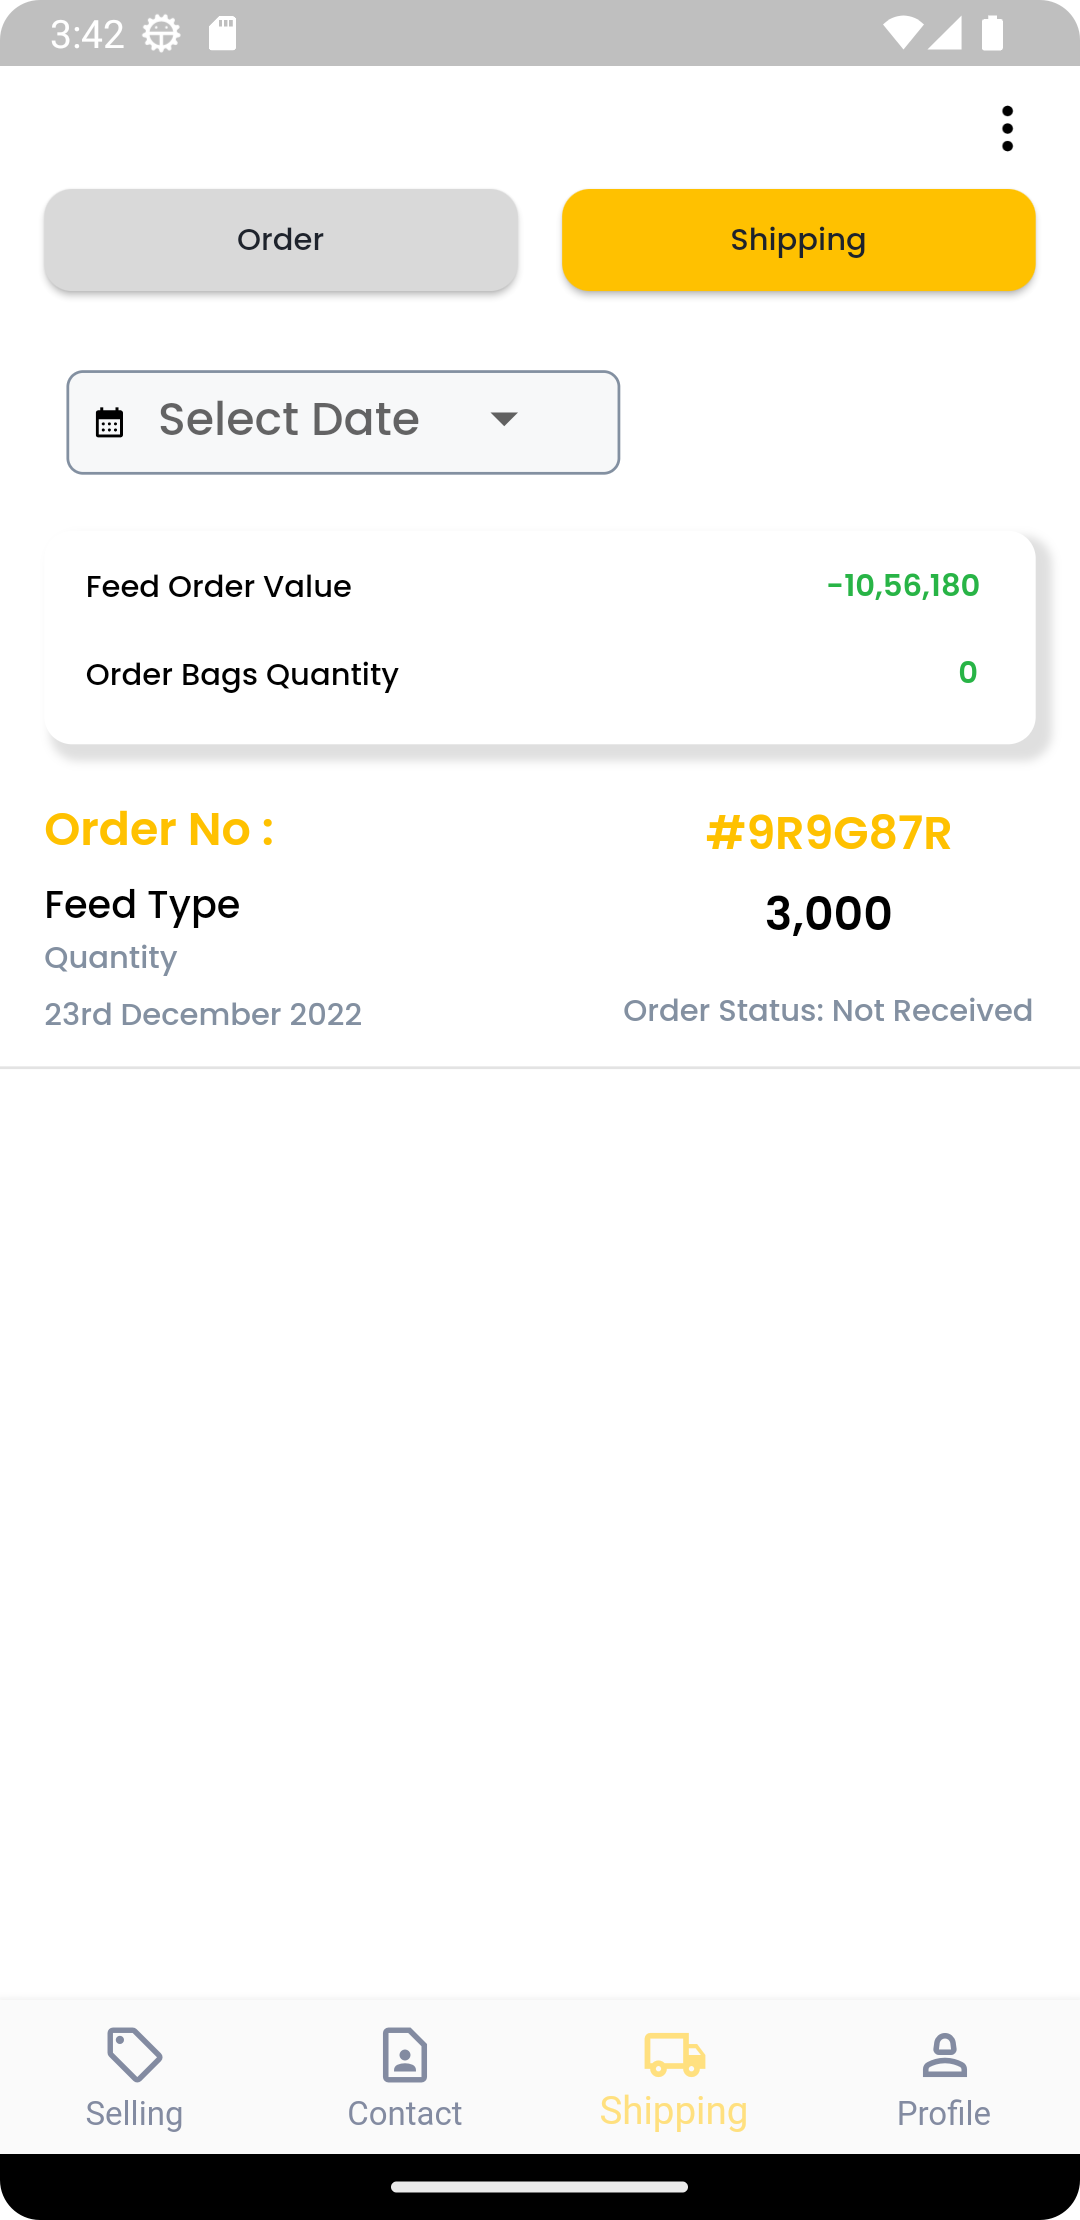 3:42
Order
Shipping
Select Date
Feed Order Value -10,56,180
Order Bags Quantity 0
Order No : #9R9G87R
Feed Type 3,000
Quantity
23rd December 2022 Order Status: Not Received
Selling
Contact
Shipping
Profile